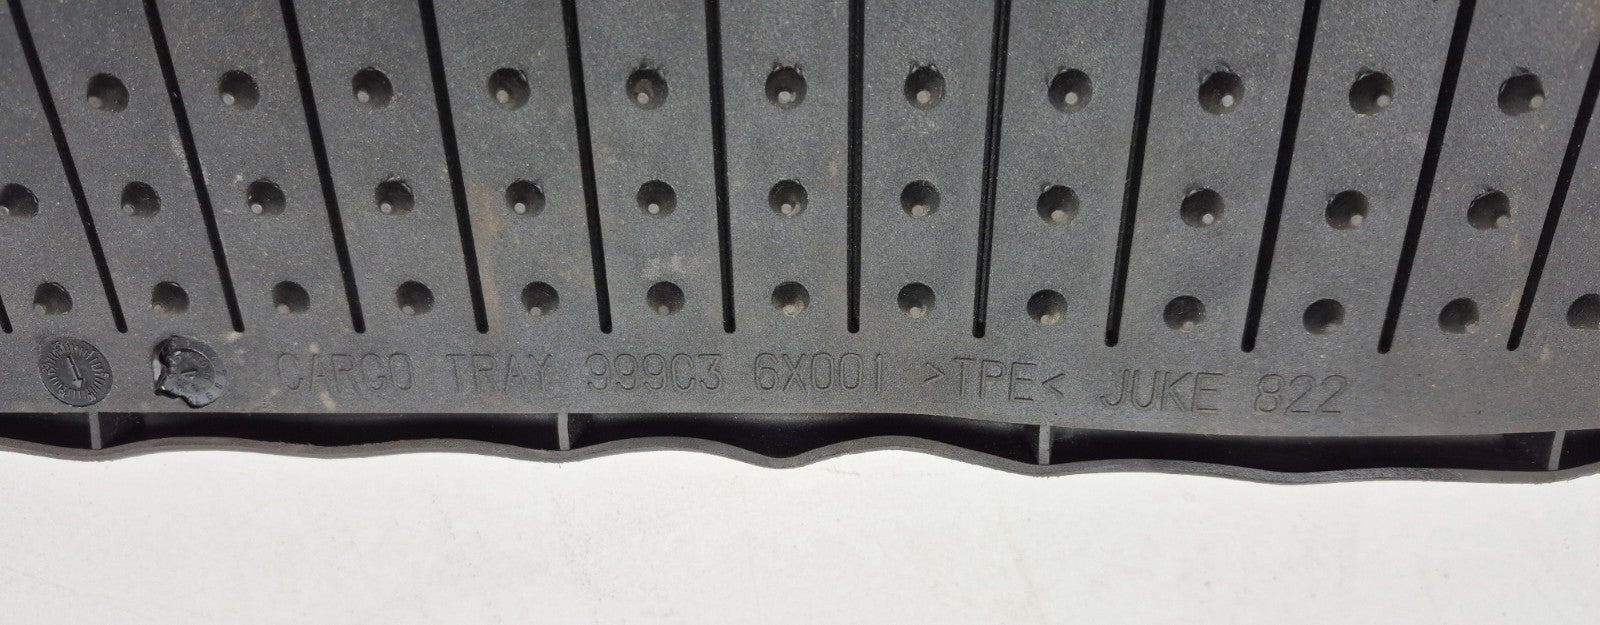 CARGO TRAY 999C3 6X001 >TPE< JUKE 822